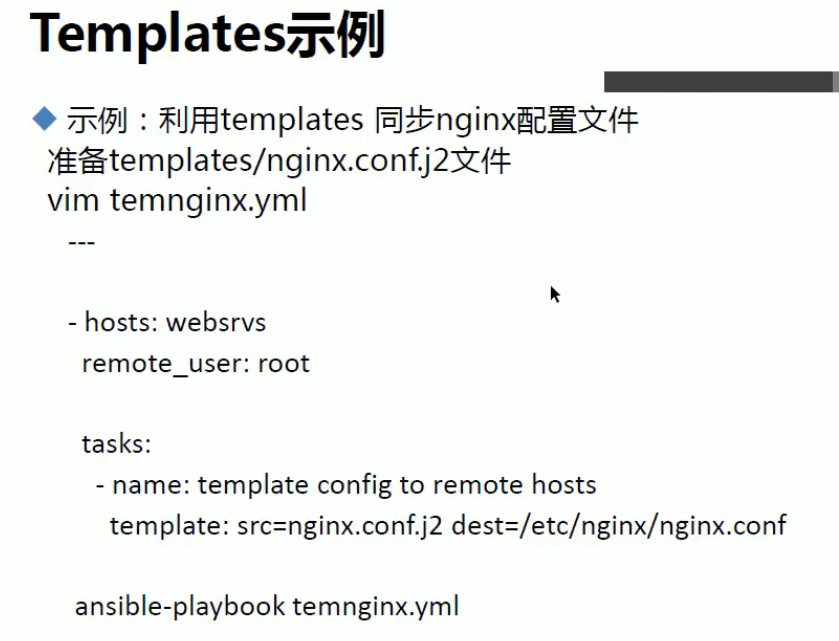 Templates示例
示例：利用templates 同步nginx配置文件
准备templates/nginx.conf.j2文件
vim temnginx.yml
---
- hosts: websrvs
remote_user: root
tasks:
- name: template config to remote hosts
template: src=nginx.conf.j2 dest=/etc/nginx/nginx.conf
ansible-playbook temnginx.yml